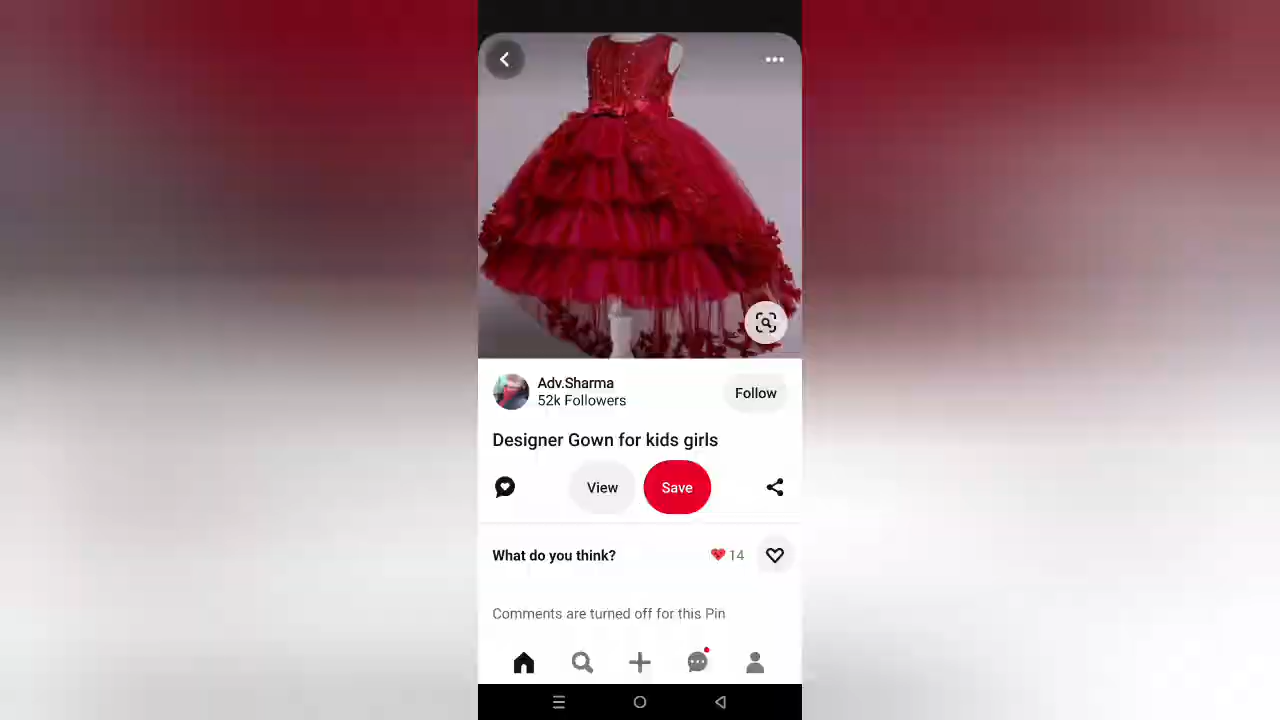 Adv.Sharma
52k Followers
Follow
Designer Gown for kids girls
View
Save
What do you think?
14
Comments are turned off for this Pin